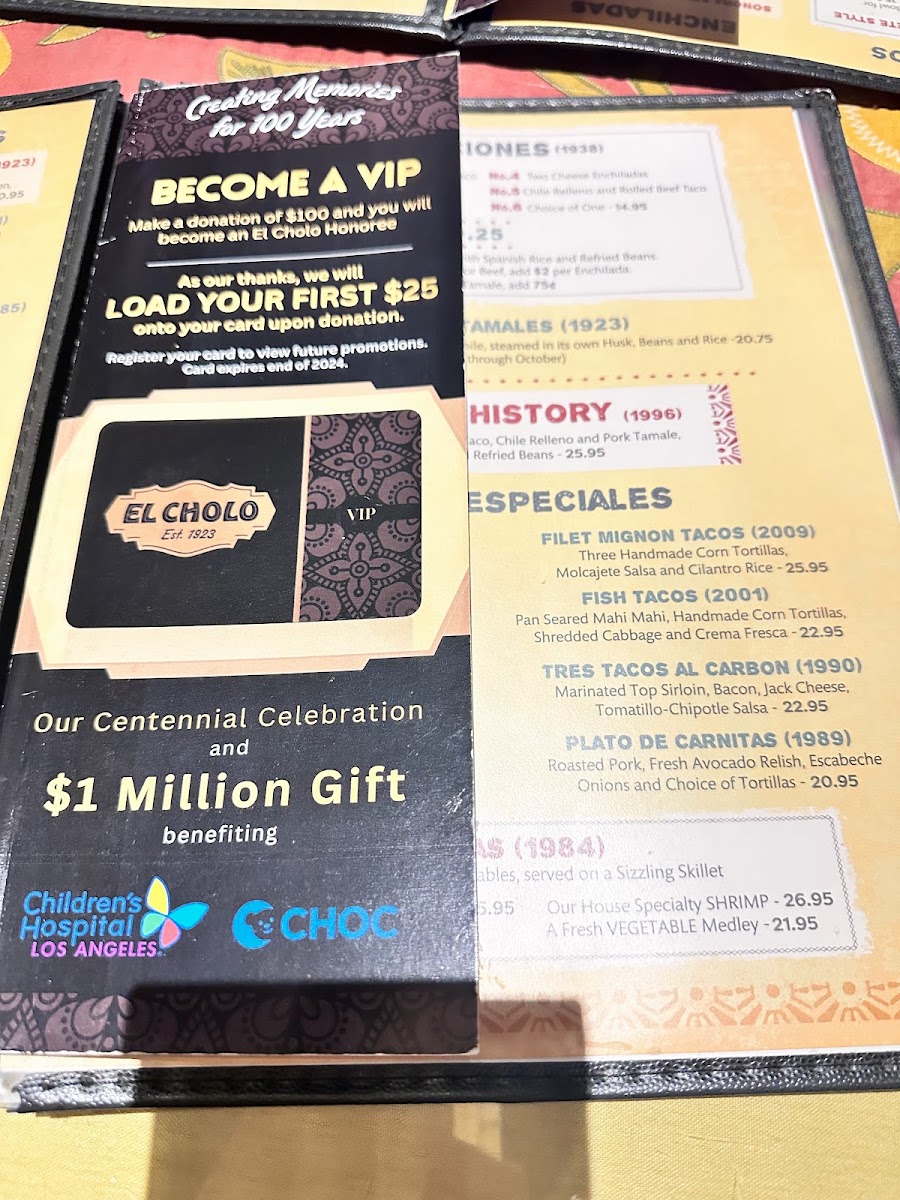 Creating Memories
for 100 Years
BECOME A VIP
Make a donation of $100 and you will
become an El Cholo Honoree
As our thanks, we will
LOAD YOUR FIRST $25
onto your card upon donation.
Register your card to view future promotions.
Card expires end of 2024.
EL CHOLO
Est. 1923
VIP
Our Centennial Celebration
and
$1 Million Gift
benefiting
Children's
Hospital
LOS ANGELES
CHOC
IONES (1938)
No.4 Two Cheese Enchiladas
No.5 Chile Relleno and Rolled Beef Taco
No.6 Choice of One - 14.95
.25
Spanish Rice and Refried Beans.
Beef, add $2 per Enchilada.
Tamale, add 75¢
TAMALES (1923)
steamed in its own Husk, Beans and Rice -20.75
through October)
HISTORY (1996)
aco, Chile Relleno and Pork Tamale,
Refried Beans - 25.95
ESPECIALES
FILET MIGNON TACOS (2009)
Three Handmade Corn Tortillas,
Molcajete Salsa and Cilantro Rice - 25.95
FISH TACOS (2001)
Pan Seared Mahi Mahi, Handmade Corn Tortillas,
Shredded Cabbage and Crema Fresca - 22.95
TRES TACOS AL CARBON (1990)
Marinated Top Sirloin, Bacon, Jack Cheese,
Tomatillo-Chipotle Salsa - 22.95
PLATO DE CARNITAS (1989)
Roasted Pork, Fresh Avocado Relish, Escabeche
Onions and Choice of Tortillas - 20.95
AS (1984)
ables, served on a Sizzling Skillet
5.95 Our House Specialty SHRIMP - 26.95
A Fresh VEGETABLE Medley - 21.95
ENCHILADAS